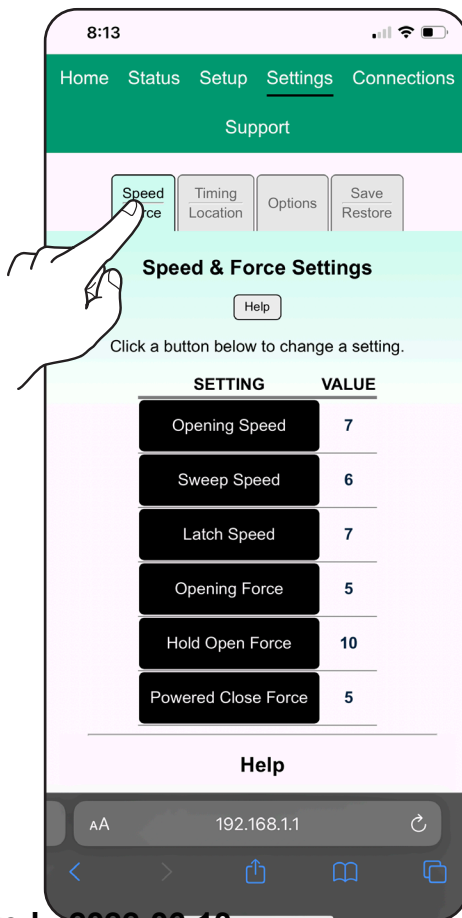 8:13
Home Status Setup Settings Connections
Support
Speed Timing Options Save
Location Restore
Speed & Force Settings
Help
Click a button below to change a setting.
SETTING VALUE
Opening Speed 7
Sweep Speed 6
Latch Speed 7
Opening Force 5
Hold Open Force 10
Powered Close Force 5
Help
AA 192.168.1.1